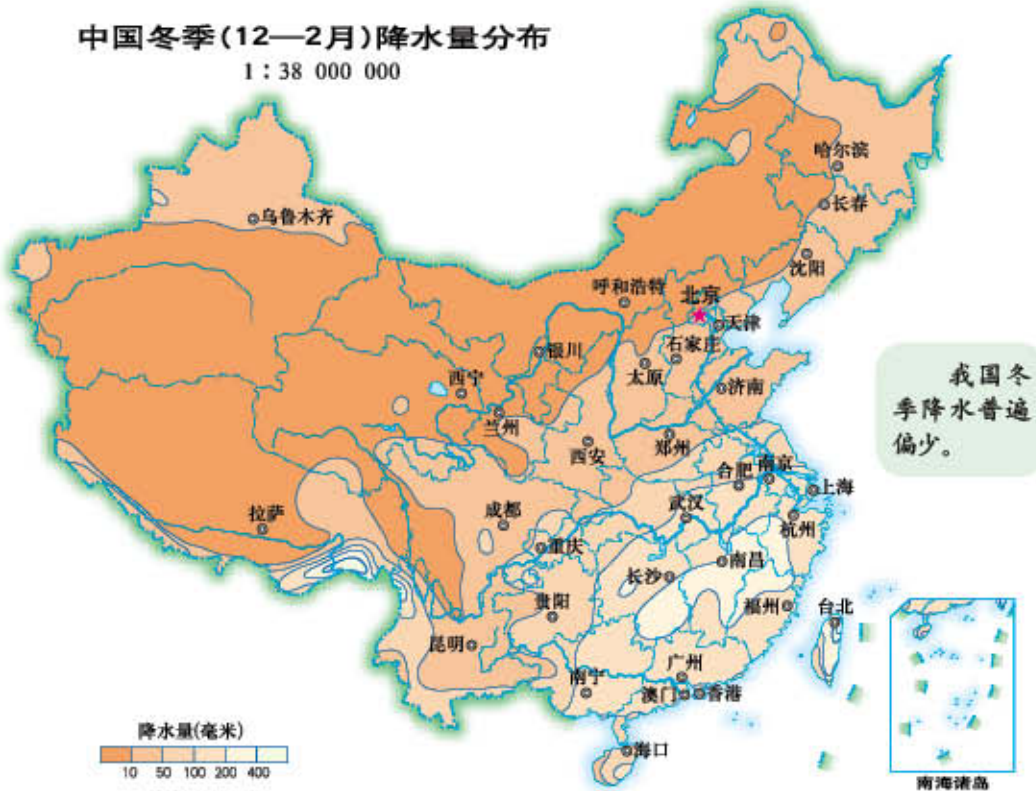 中国冬季(12—2月)降水量分布
1:38 000 000
哈尔滨
长春
乌鲁木齐
沈阳
呼和浩特
北京
天津
银川
石家庄
太原
西宁
济南
兰州
郑州
西安
我国冬
季降水普遍
偏少。
合肥
南京
上海
武汉
杭州
拉萨
成都
重庆
南昌
长沙
贵阳
福州
台北
昆明
广州
南宁
澳门
香港
海口
降水量(毫米)
10 50 100 200 400
南海诸岛